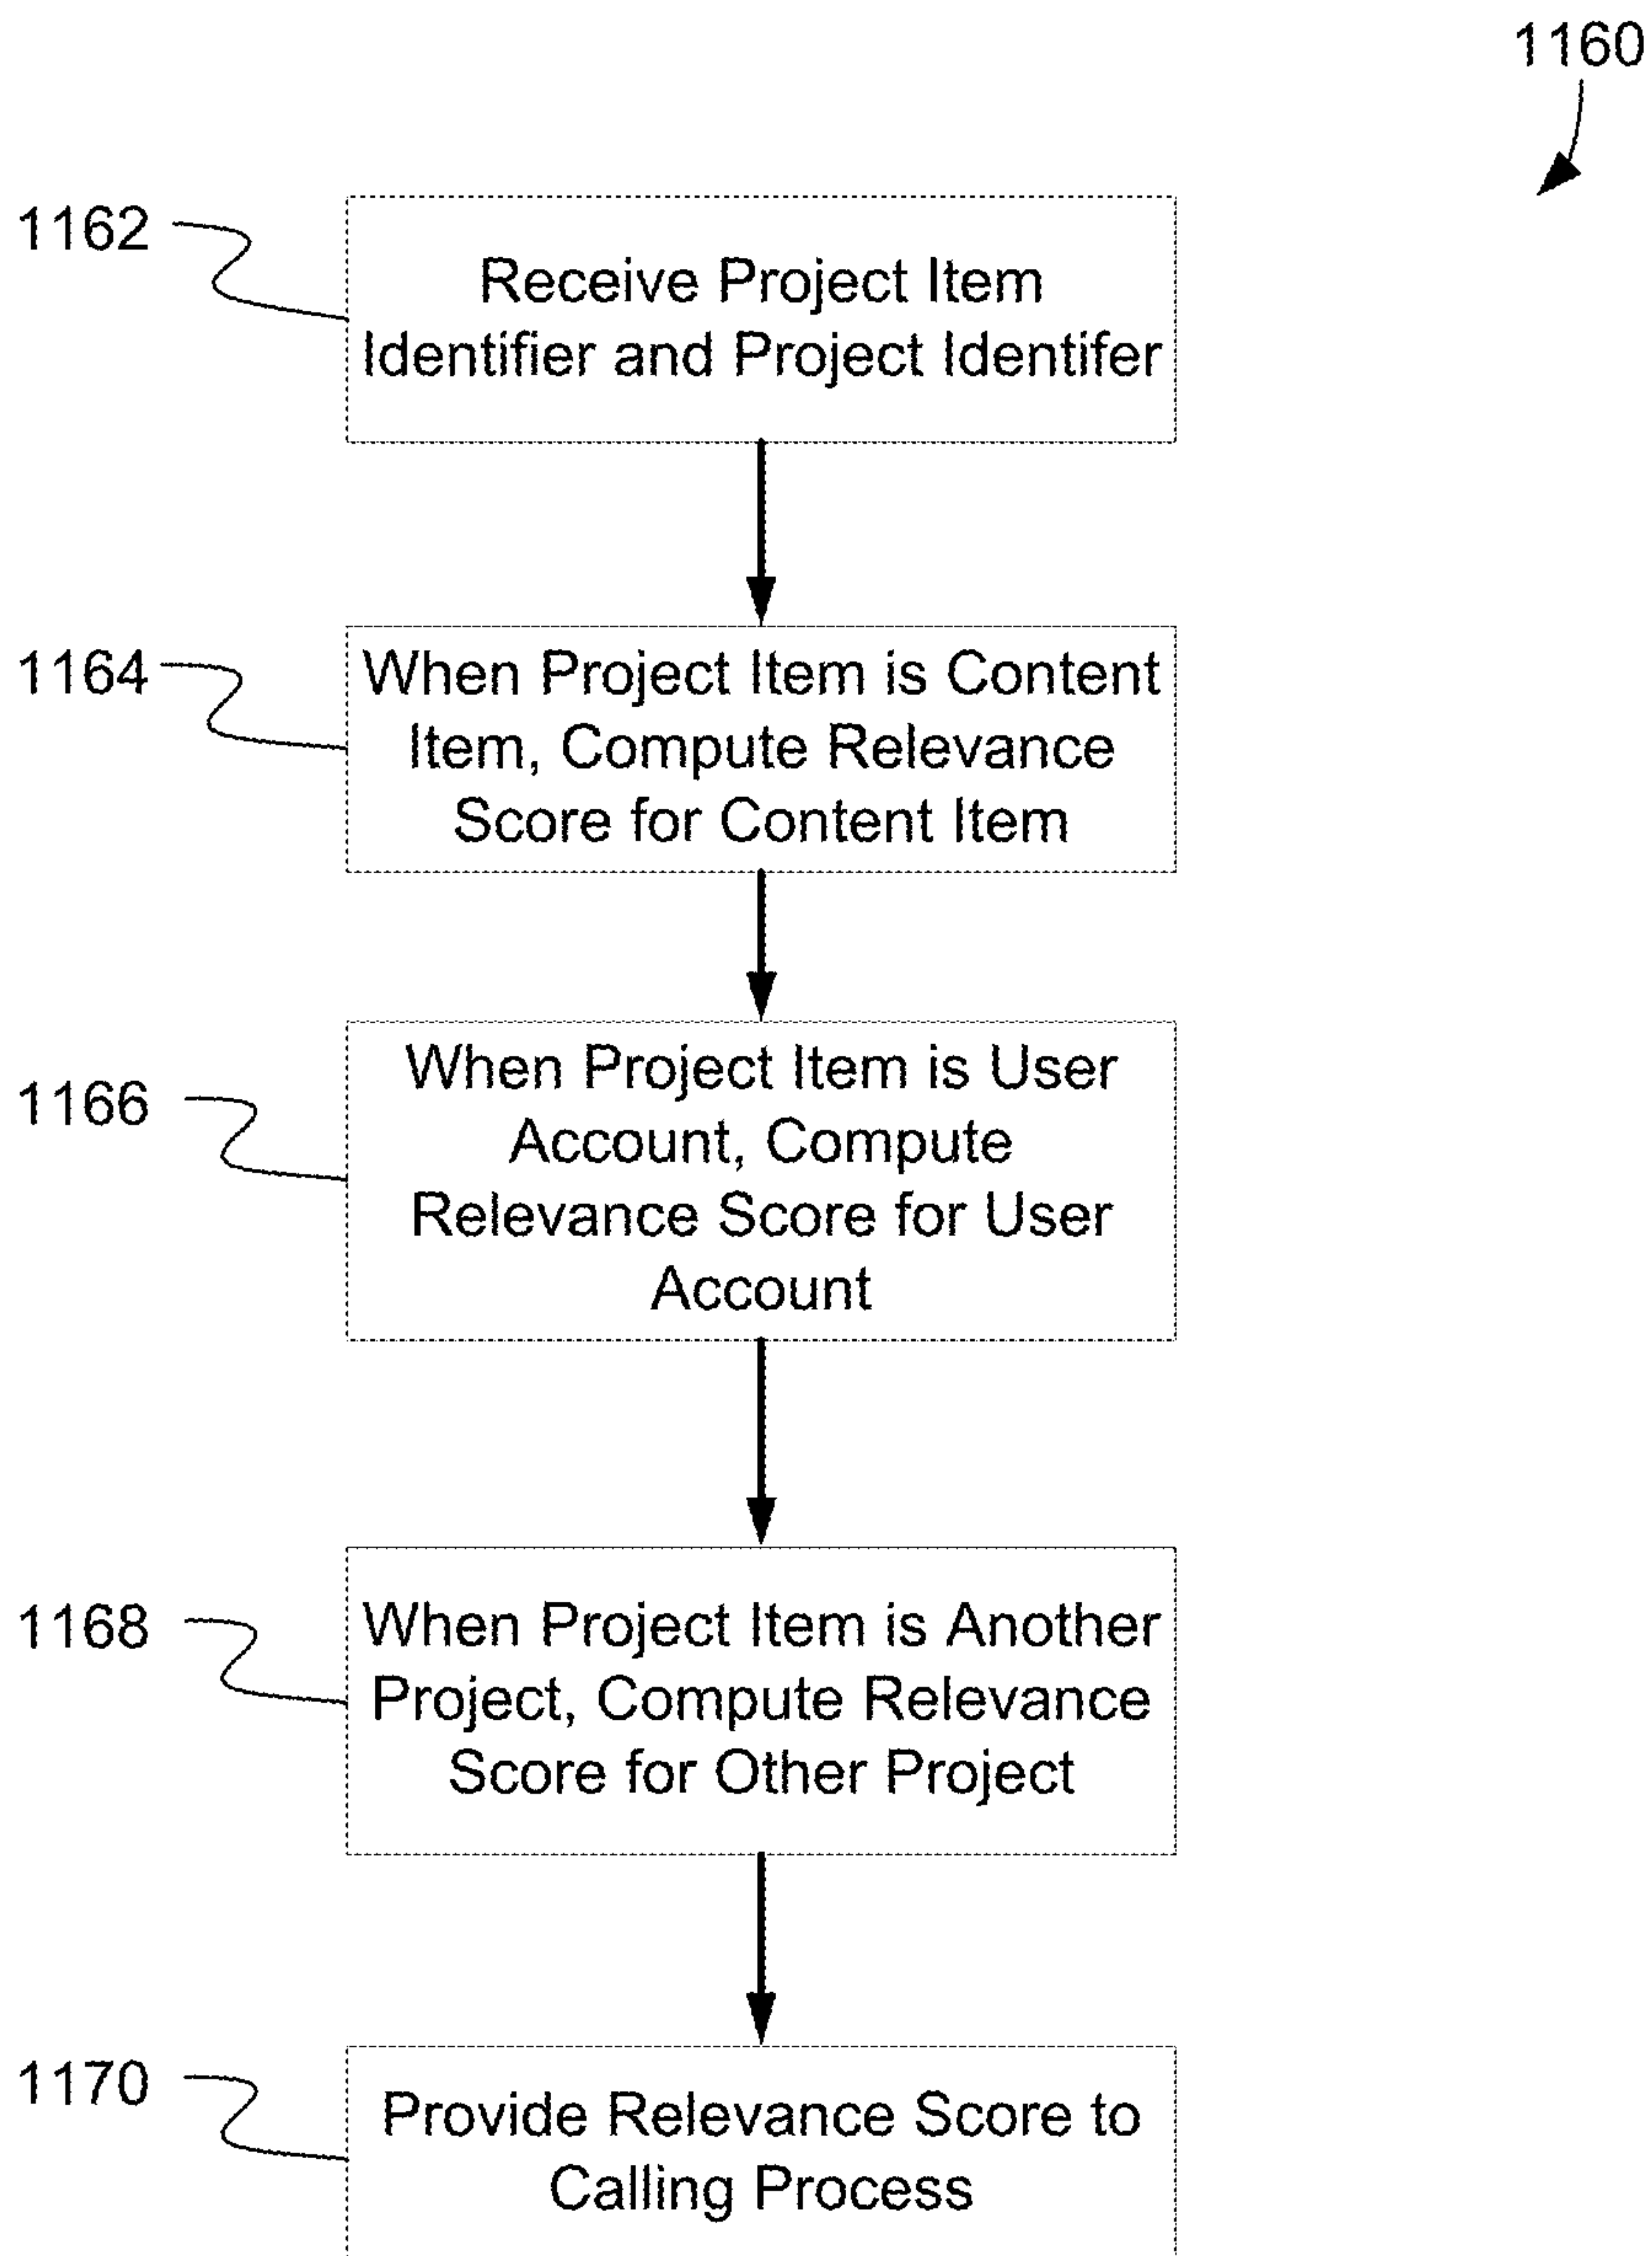 1160
1162
Receive Project Item
Identifier and Project Identifer
1164
When Project Item is Content
Item, Compute Relevance
Score for Content Item
1166
When Project Item is User
Account, Compute
Relevance Score for User
Account
1168
When Project Item is Another
Project, Compute Relevance
Score for Other Project
1170
Provide Relevance Score to
Calling Process